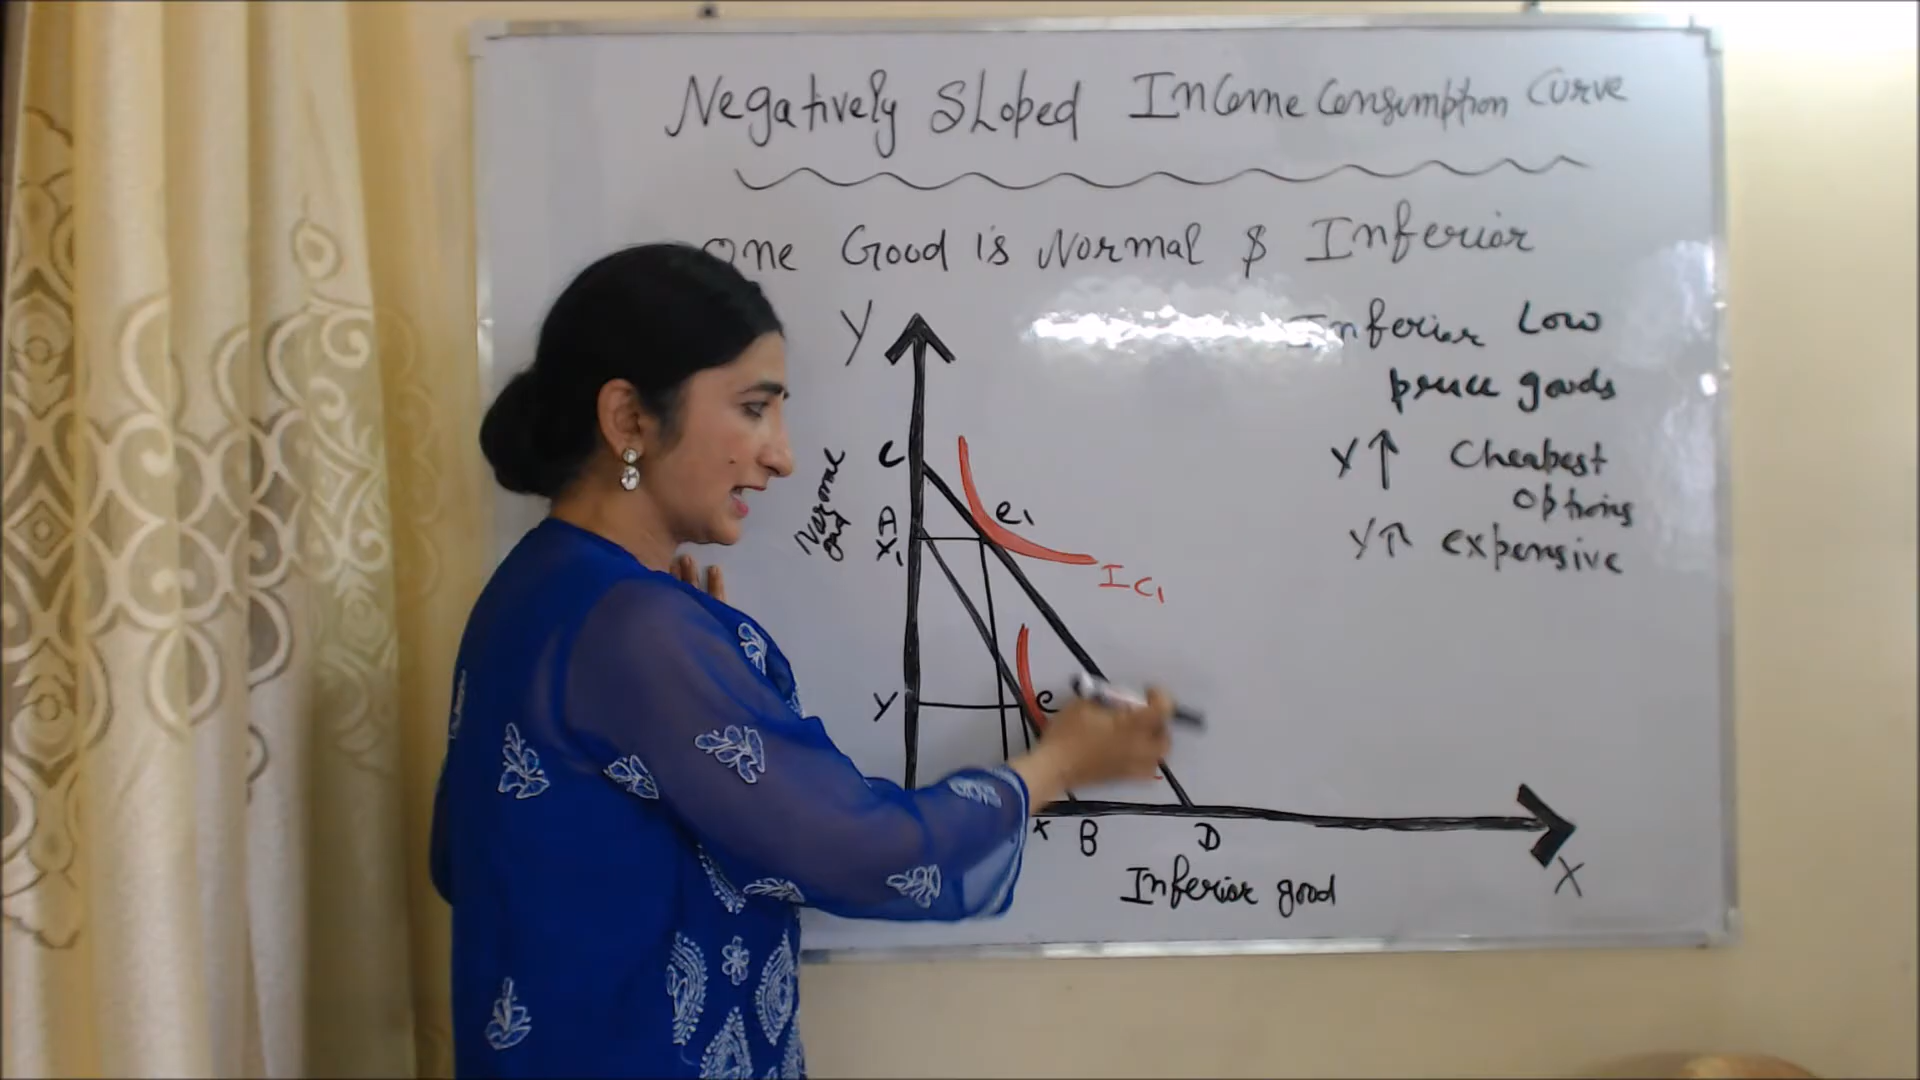 Negatively Sloped Income Consumption Curve
One Good is Normal $ Inferior
Inferior Low
price goods
Y↑ Cheapest
options
Y↑ expensive
Y
Normal
C
A
X1
e1
IC1
Y
e
X B D
X
Inferior good